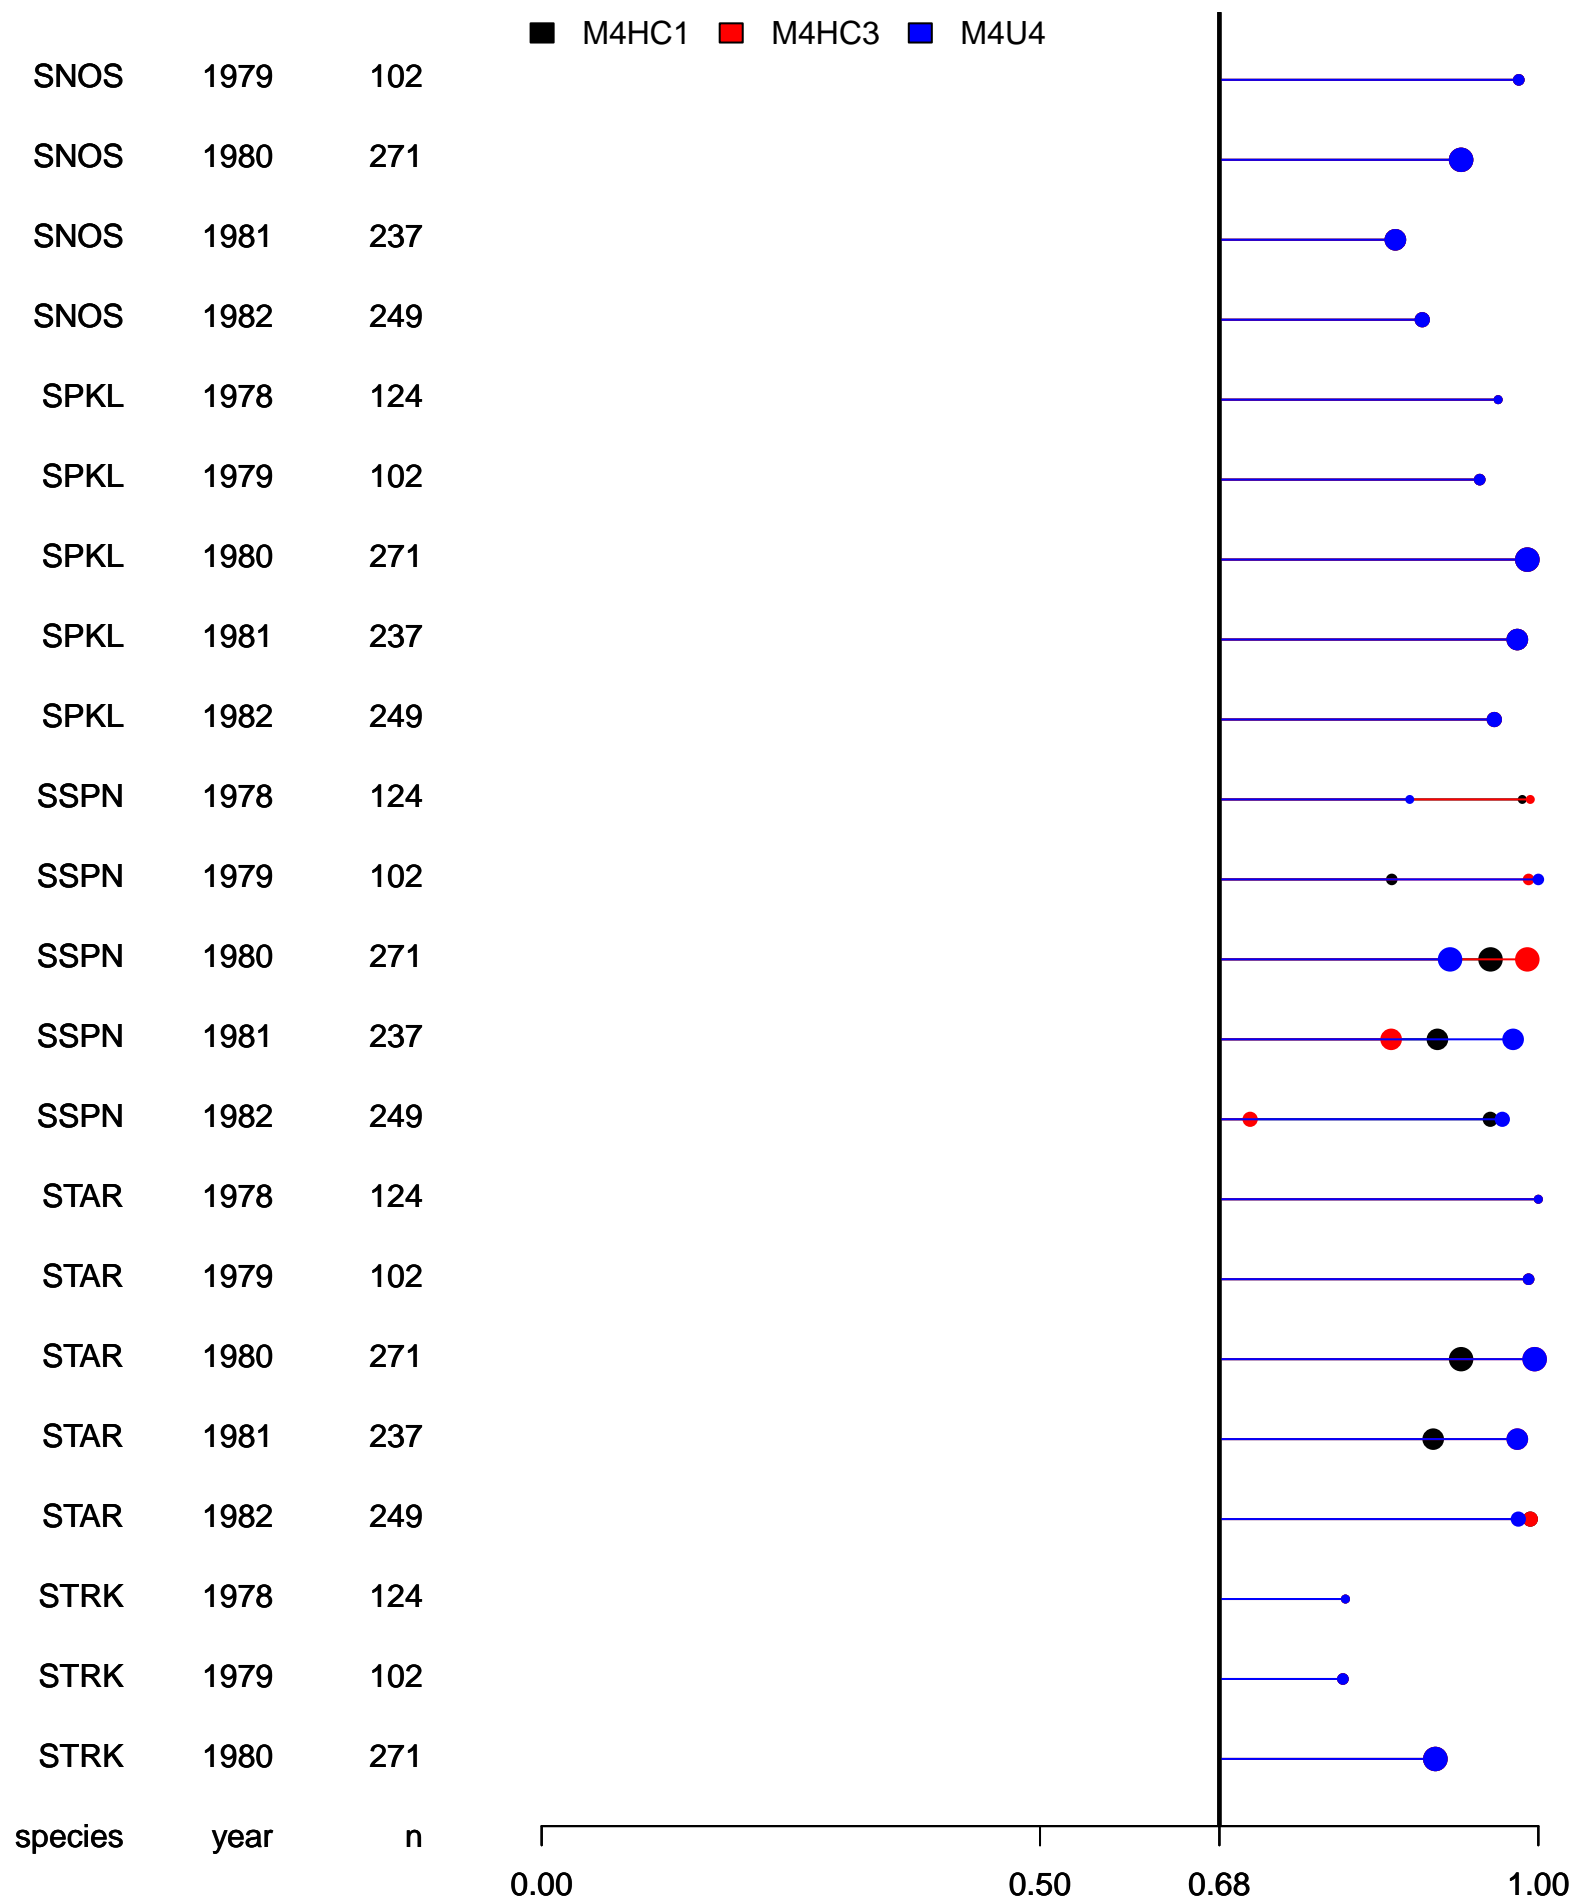 M4HC1 M4HC3 M4U4
SNOS 1979 102
SNOS 1980 271
SNOS 1981 237
SNOS 1982 249
SPKL 1978 124
SPKL 1979 102
SPKL 1980 271
SPKL 1981 237
SPKL 1982 249
SSPN 1978 124
SSPN 1979 102
SSPN 1980 271
SSPN 1981 237
SSPN 1982 249
STAR 1978 124
STAR 1979 102
STAR 1980 271
STAR 1981 237
STAR 1982 249
STRK 1978 124
STRK 1979 102
STRK 1980 271
species year n
0.00 0.50 0.68 1.00